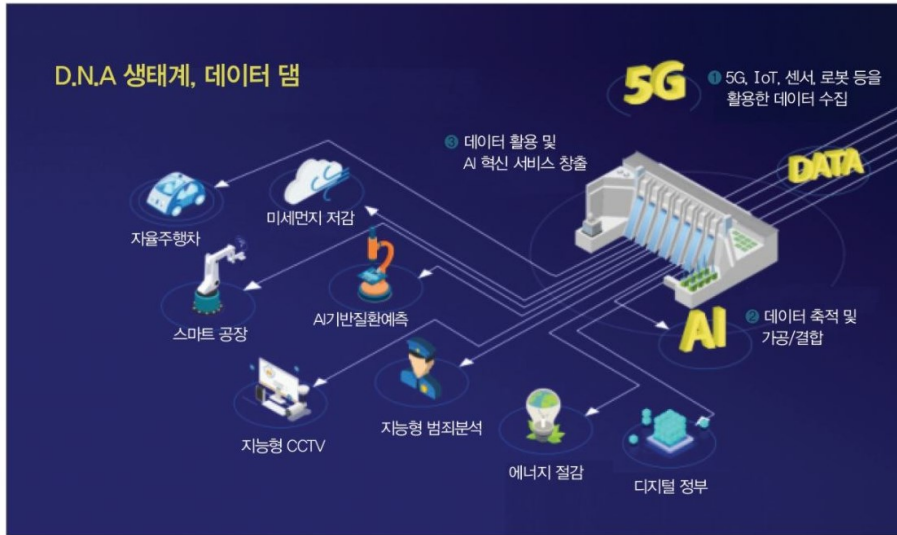 D.N.A 생태계, 데이터 댐
5G
❶ 5G, IoT, 센서, 로봇 등을
활용한 데이터 수집
❸ 데이터 활용 및
AI 혁신 서비스 창출
DATA
자율주행차
미세먼지 저감
스마트 공장
AI기반질환예측
AI
❷ 데이터 축적 및
가공/결합
지능형 CCTV
지능형 범죄분석
에너지 절감
디지털 정부